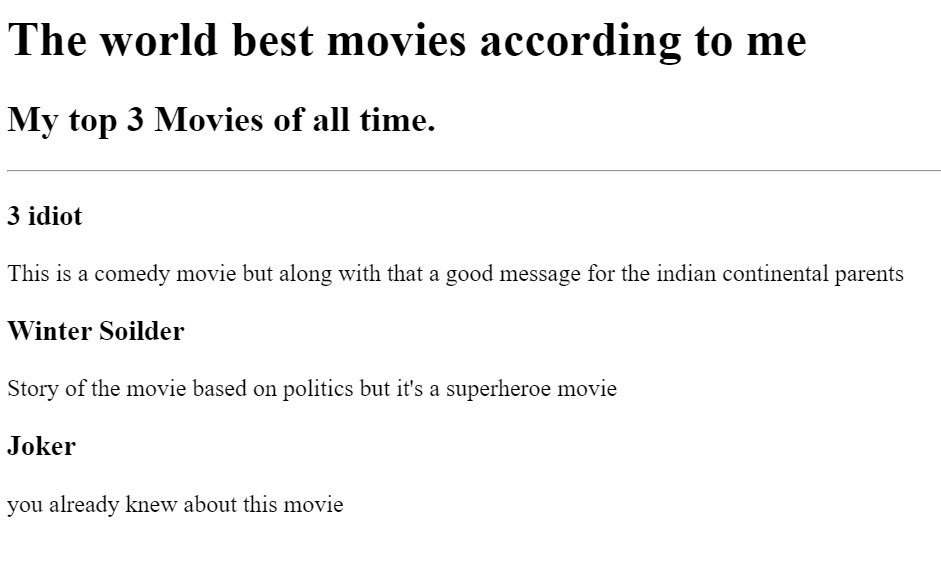 The world best movies according to me
My top 3 Movies of all time.
3 idiot
This is a comedy movie but along with that a good message for the indian continental parents
Winter Soilder
Story of the movie based on politics but it's a superheroe movie
Joker
you already knew about this movie